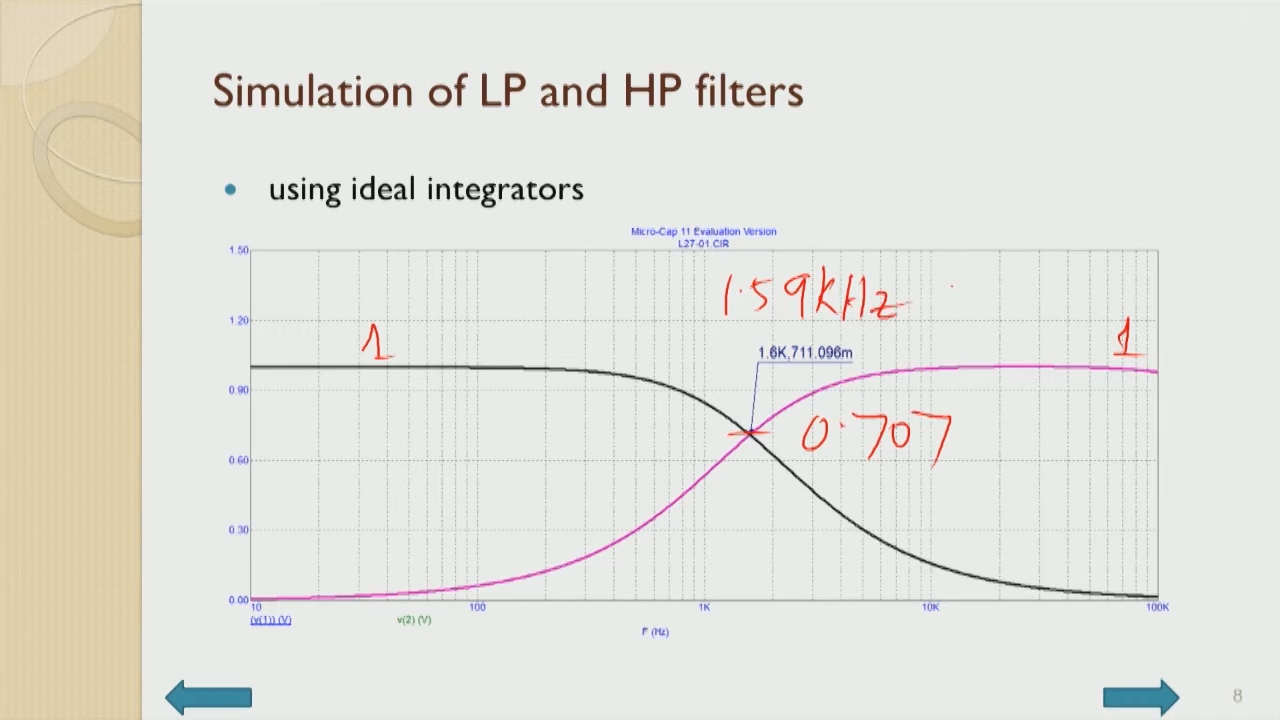 Simulation of LP and HP filters
• using ideal integrators
Micro-Cap 11 Evaluation Version
L27-01.CIR
1.50
1.20
0.90
0.60
0.30
0.00
1.59kHz
1
1
1.6K,711.096m
0.707
10
100
1K
10K
100K
(v(1)) (V)
v(2) (V)
F (Hz)
8